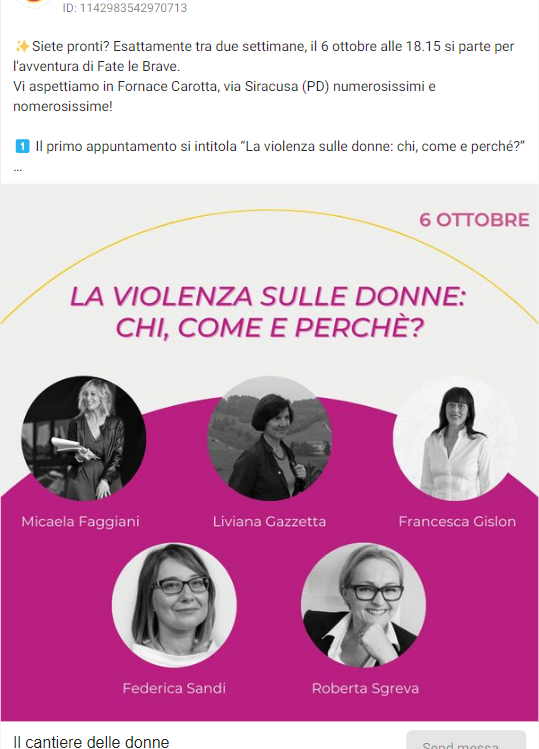 ID: 1142983542970713
✨Siete pronti? Esattamente tra due settimane, il 6 ottobre alle 18.15 si parte per
l'avventura di Fate le Brave.
Vi aspettiamo in Fornace Carotta, via Siracusa (PD) numerosissimi e
nomerosissime!
1️⃣ Il primo appuntamento si intitola “La violenza sulle donne: chi, come e perché?”
...
6 OTTOBRE
LA VIOLENZA SULLE DONNE:
CHI, COME E PERCHÈ?
Micaela Faggiani
Liviana Gazzetta
Francesca Gislon
Federica Sandi
Roberta Sgreva
Il cantiere delle donne
Send messa